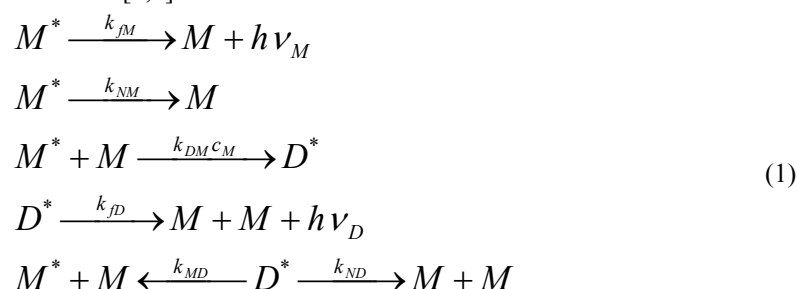 M* —k_fM→ M + hν_M
M* —k_NM→ M
M* + M —k_DM c_M→ D*
(1)
D* —k_fD→ M + M + hν_D
M* + M ←k_MD— D* —k_ND→ M + M